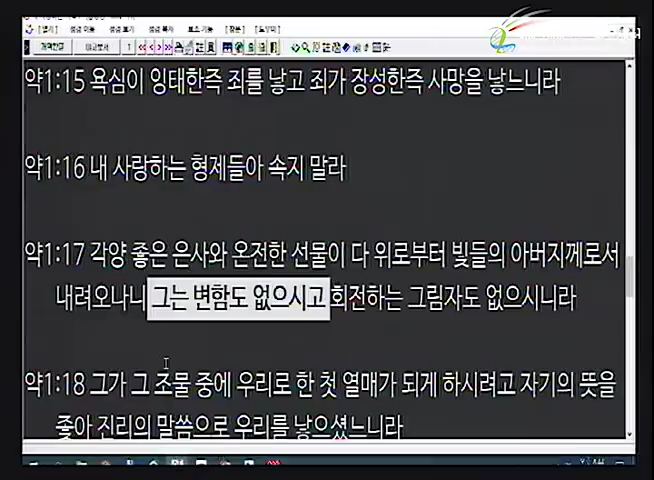 약1:15 욕심이 잉태한즉 죄를 낳고 죄가 장성한즉 사망을 낳느니라
약1:16 내 사랑하는 형제들아 속지 말라
약1:17 각양 좋은 은사와 온전한 선물이 다 위로부터 빛들의 아버지께로서
내려오나니 그는 변함도 없으시고 회전하는 그림자도 없으시니라
약1:18 그가 그 조물 중에 우리로 한 첫 열매가 되게 하시려고 자기의 뜻을
좇아 진리의 말씀으로 우리를 낳으셨느니라